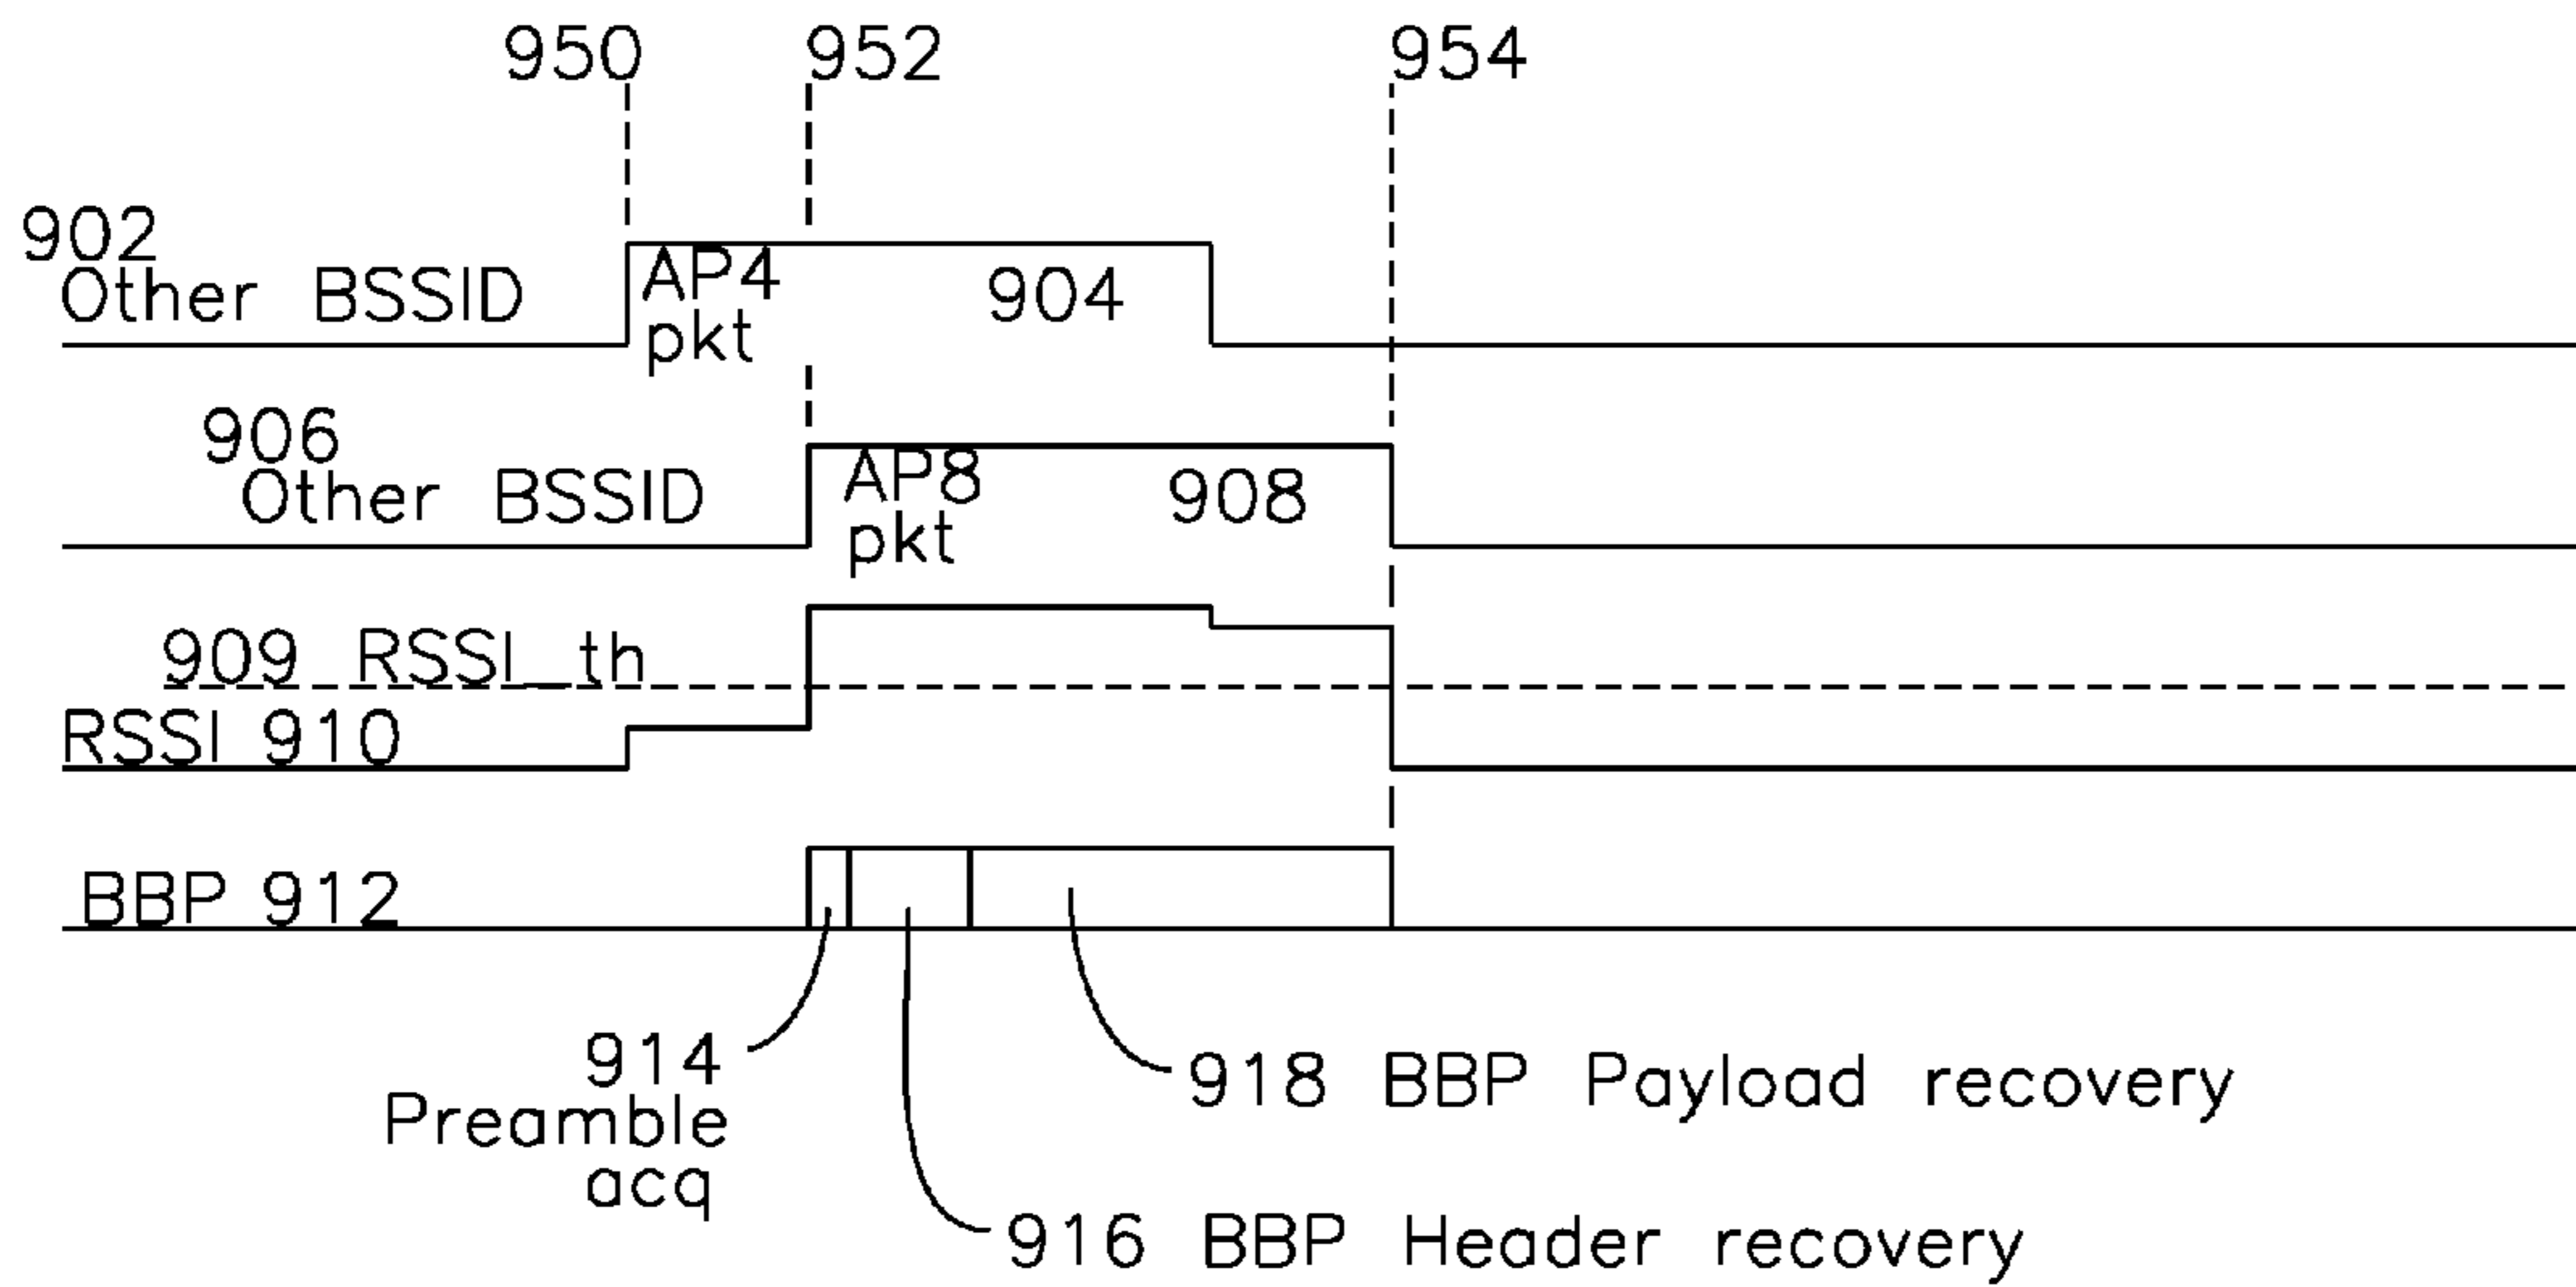 950
952
954
902
Other BSSID
AP4
pkt
904
906
Other BSSID
AP8
pkt
908
909 RSSI_th
RSSI 910
BBP 912
914
Preamble
acq
918 BBP Payload recovery
916 BBP Header recovery